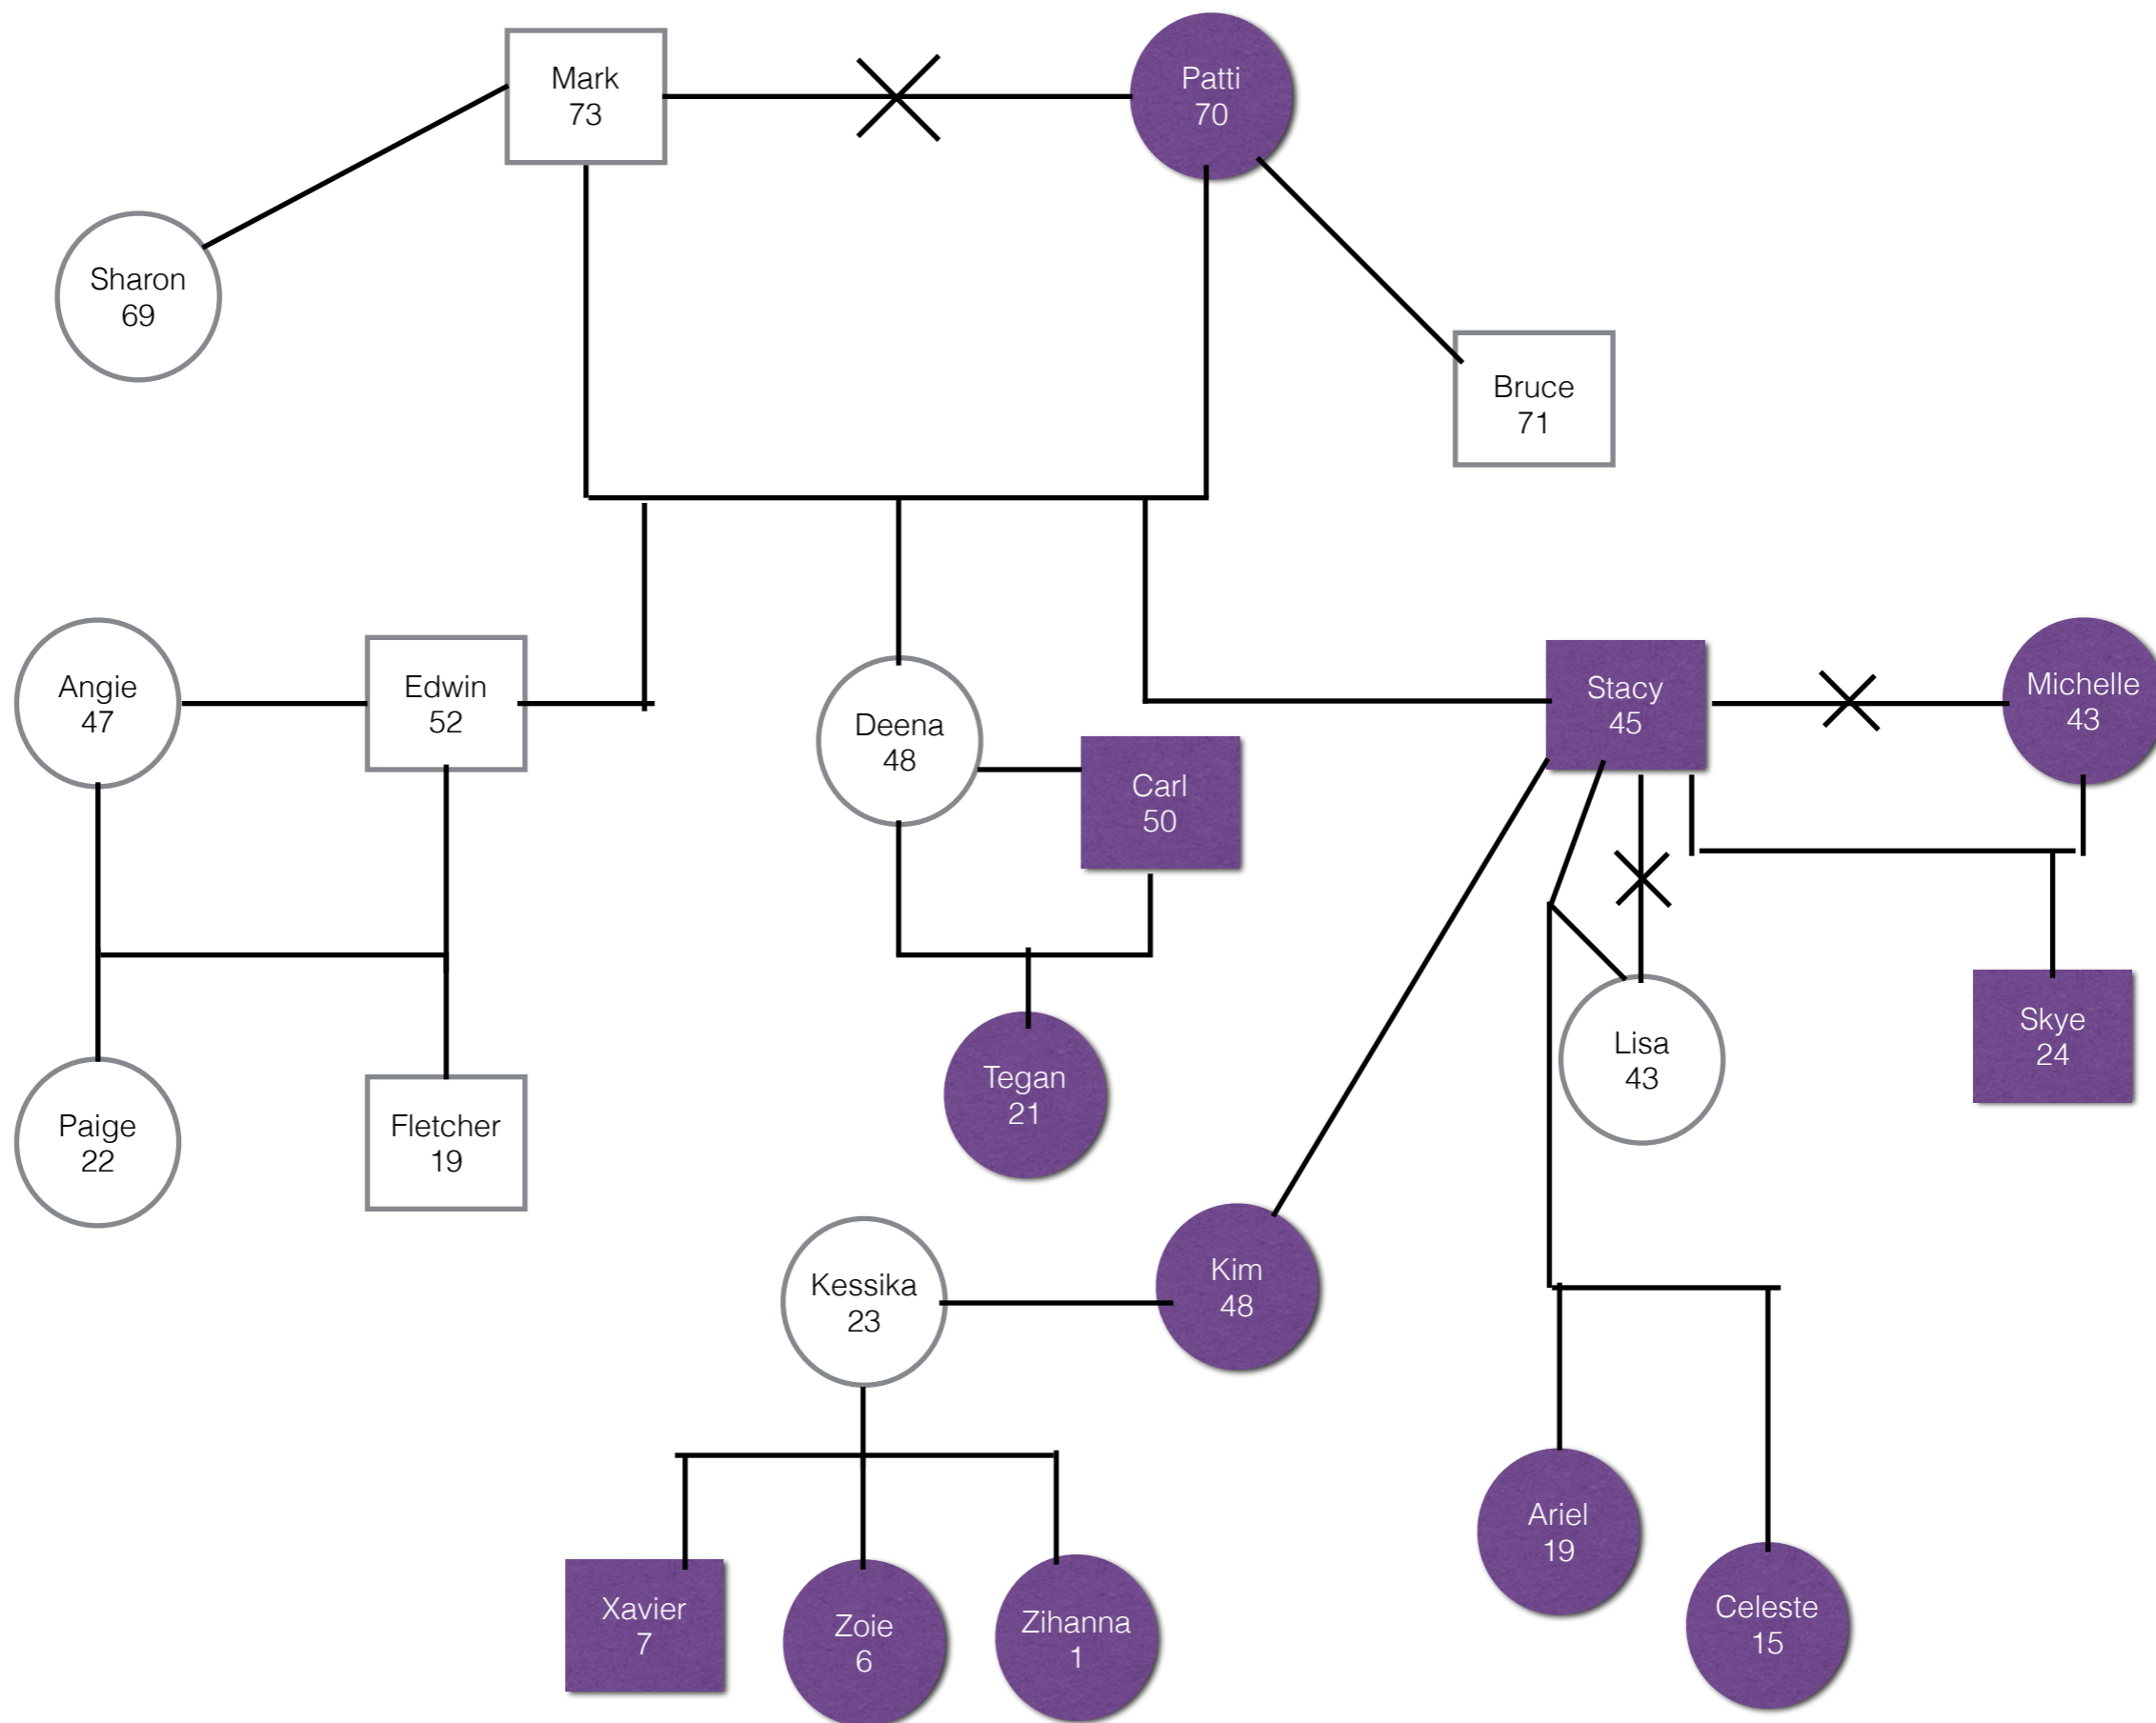 Mark
73
Patti
70
Sharon
69
Bruce
71
Angie
47
Edwin
52
Deena
48
Carl
50
Stacy
45
Michelle
43
Paige
22
Fletcher
19
Tegan
21
Lisa
43
Skye
24
Kessika
23
Kim
48
Xavier
7
Zoie
6
Zihanna
1
Ariel
19
Celeste
15